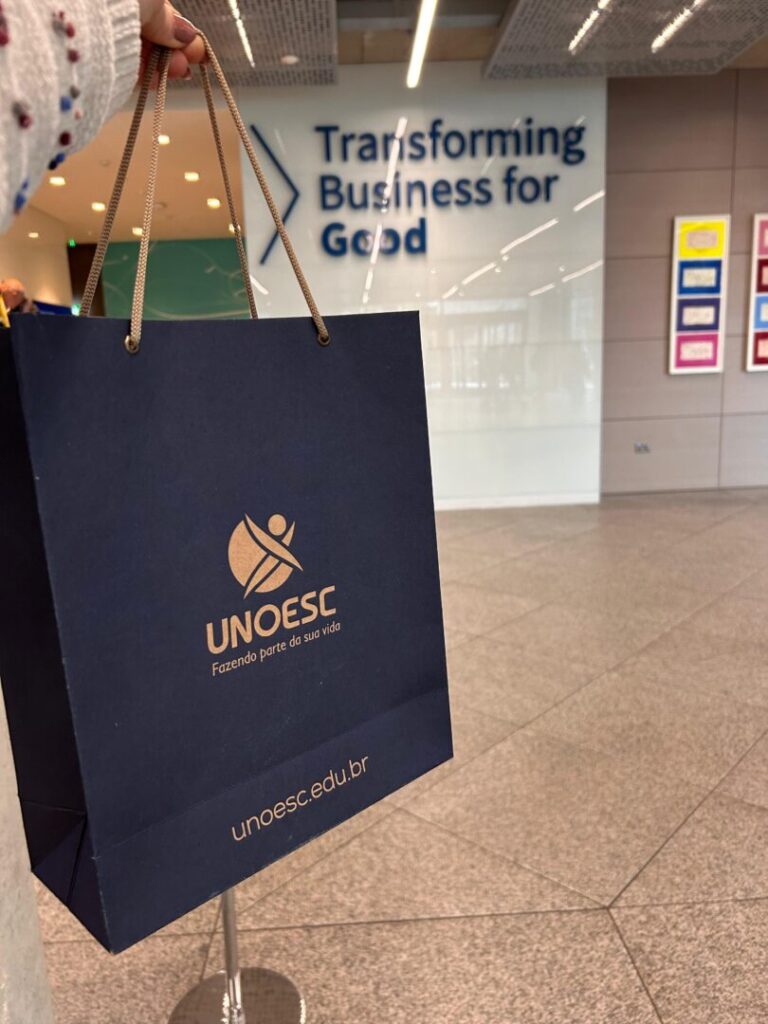 Transforming
Business for
Good
UNOESC
Fazendo parte da sua vida
unoesc.edu.br